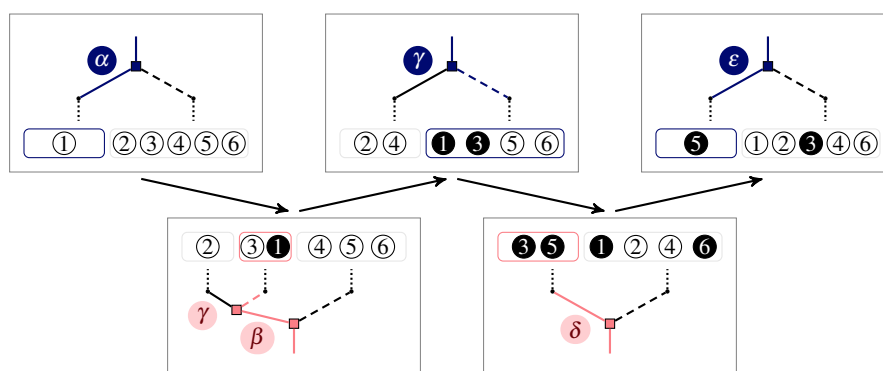 α
① ②③④⑤⑥
γ
②④ ❶❸⑤⑥
ε
❺ ①②❸④⑥
② ③❶ ④⑤⑥
γ
β
❸❺ ❶②④❻
δ